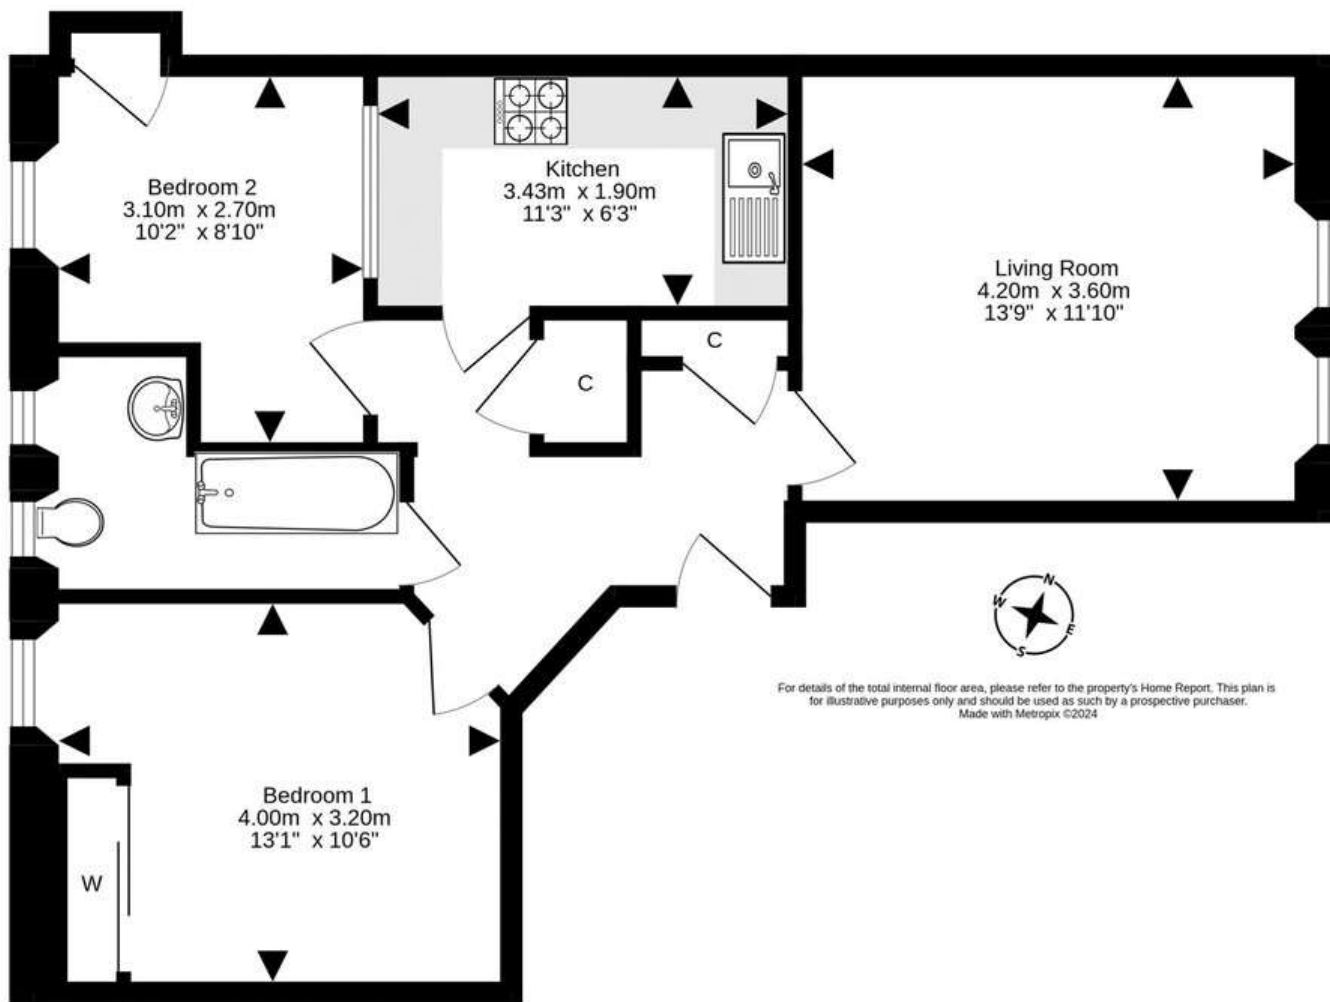 Bedroom 2
3.10m x 2.70m
10'2" x 8'10"
Kitchen
3.43m x 1.90m
11'3" x 6'3"
Living Room
4.20m x 3.60m
13'9" x 11'10"
C
C
N
W
E
S
For details of the total internal floor area, please refer to the property's Home Report. This plan is
for illustrative purposes only and should be used as such by a prospective purchaser.
Made with Metropix ©2024
Bedroom 1
4.00m x 3.20m
13'1" x 10'6"
W